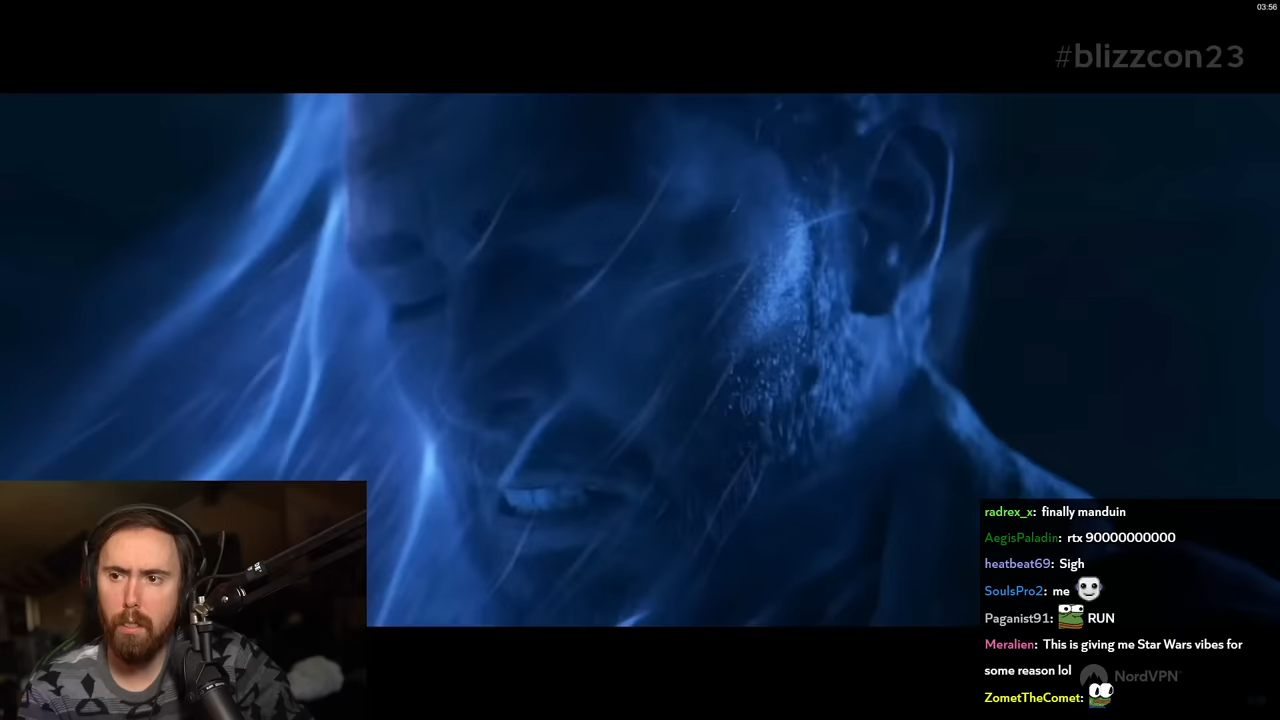 03:56
#blizzcon23
radrex_x: finally manduin
AegisPaladin: rtx 90000000000
heatbeat69: Sigh
SoulsPro2: me
Paganist91: RUN
Meralien: This is giving me Star Wars vibes for
some reason lol
NordVPN
ZometTheComet: